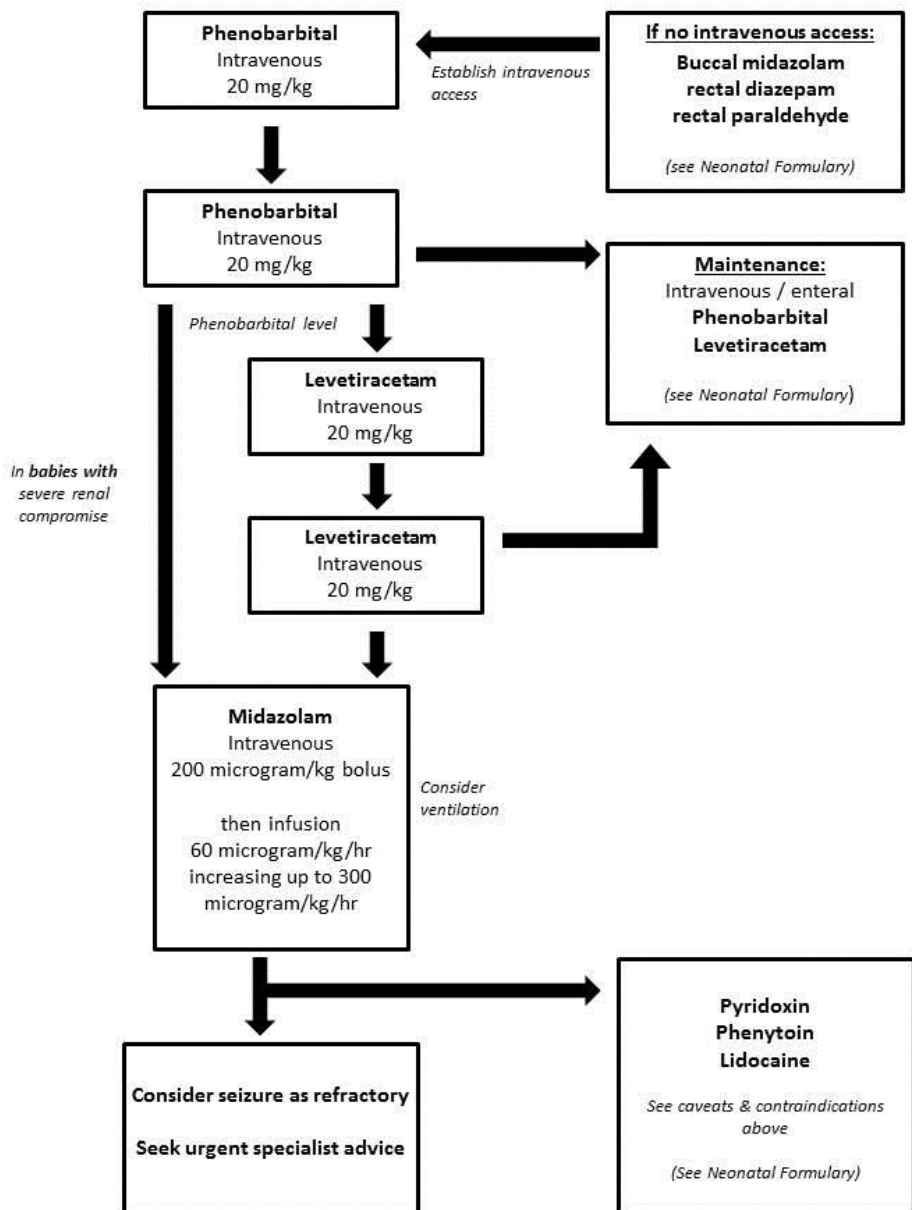 Phenobarbital
Intravenous
20 mg/kg
Establish intravenous
access
If no intravenous access:
Buccal midazolam
rectal diazepam
rectal paraldehyde
(see Neonatal Formulary)
Phenobarbital
Intravenous
20 mg/kg
Maintenance:
Intravenous / enteral
Phenobarbital
Levetiracetam
(see Neonatal Formulary)
Phenobarbital level
Levetiracetam
Intravenous
20 mg/kg
In babies with
severe renal
compromise
Levetiracetam
Intravenous
20 mg/kg
Midazolam
Intravenous
200 microgram/kg bolus
then infusion
60 microgram/kg/hr
increasing up to 300
microgram/kg/hr
Consider
ventilation
Consider seizure as refractory
Seek urgent specialist advice
Pyridoxin
Phenytoin
Lidocaine
See caveats & contraindications
above
(See Neonatal Formulary)